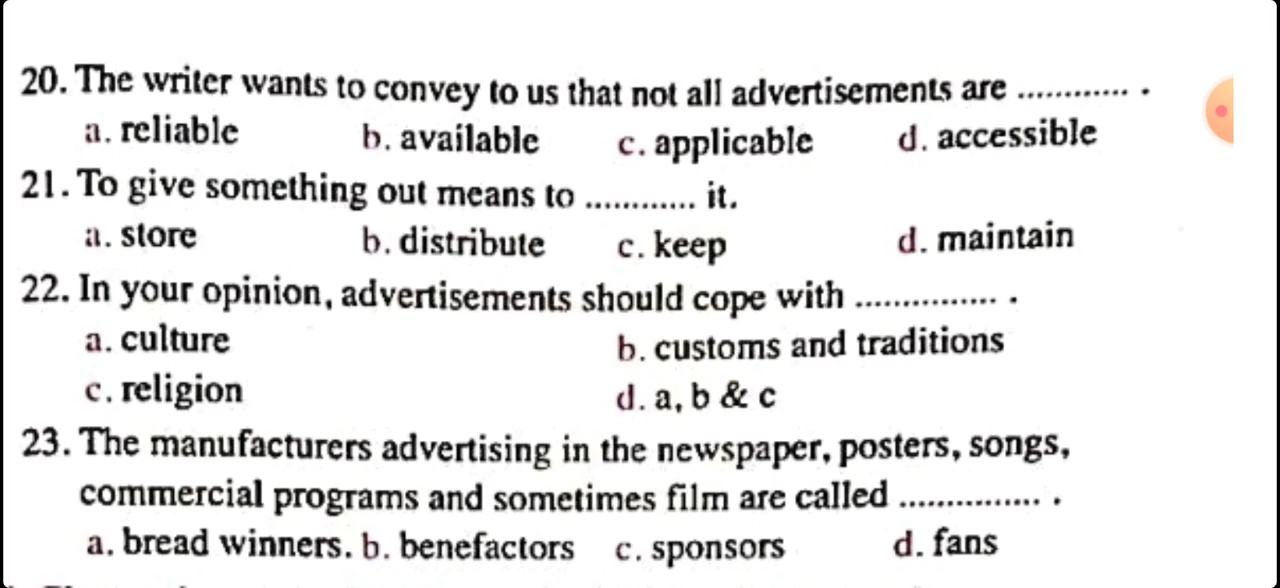 20. The writer wants to convey to us that not all advertisements are ............ .
a. reliable b. available c. applicable d. accessible
21. To give something out means to ............ it.
a. store b. distribute c. keep d. maintain
22. In your opinion, advertisements should cope with ............... .
a. culture b. customs and traditions
c. religion d. a, b & c
23. The manufacturers advertising in the newspaper, posters, songs,
commercial programs and sometimes film are called ............... .
a. bread winners. b. benefactors c. sponsors d. fans